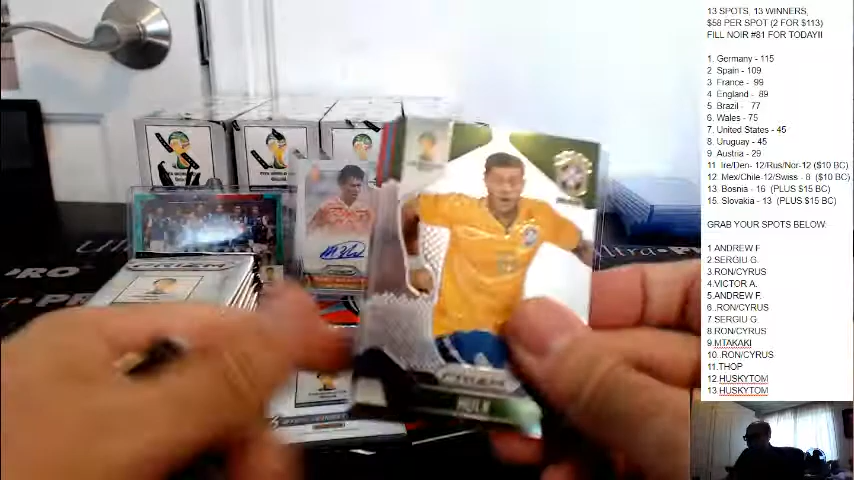 13 SPOTS, 13 WINNERS,
$58 PER SPOT (2 FOR $113)
FILL NOIR #81 FOR TODAY!!
1. Germany - 115
2 Spain - 109
3 France - 99
4 England - 89
5 Brazil - 77
6. Wales - 75
7. United States - 45
8. Uruguay - 45
9 Austria - 29
11 Ire/Den- 12/Rus/Nor-12 ($10 BC)
12 Mex/Chile-12/Swiss - 8 ($10 BC)
13 Bosnia - 16 (PLUS $15 BC)
15. Slovakia - 13 (PLUS $15 BC)
GRAB YOUR SPOTS BELOW:
1 ANDREW F
2.SERGIU G.
3.RON/CYRUS
4.VICTOR A.
5.ANDREW F.
6..RON/CYRUS
7 SERGIU G.
8 RON/CYRUS
9.MTAKAKI
10..RON/CYRUS
11.THOP
12.HUSKYTOM
13 HUSKYTOM
PRIZM
HULK
PRO